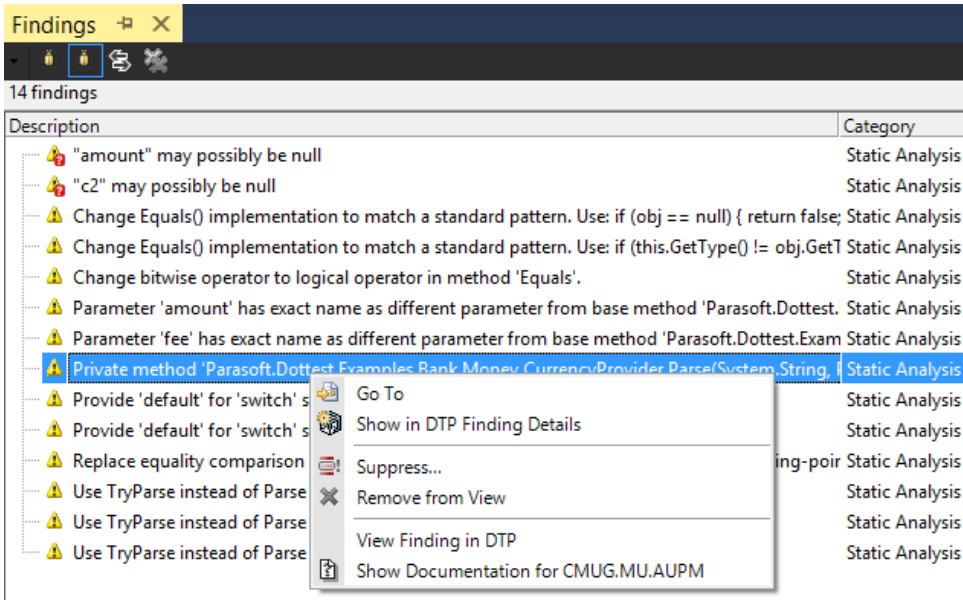 Findings
14 findings
Description Category
"amount" may possibly be null Static Analysis
"c2" may possibly be null Static Analysis
Change Equals() implementation to match a standard pattern. Use: if (obj == null) { return false; Static Analysis
Change Equals() implementation to match a standard pattern. Use: if (this.GetType() != obj.GetT Static Analysis
Change bitwise operator to logical operator in method 'Equals'. Static Analysis
Parameter 'amount' has exact name as different parameter from base method 'Parasoft.Dottest. Static Analysis
Parameter 'fee' has exact name as different parameter from base method 'Parasoft.Dottest.Exam Static Analysis
Private method 'Parasoft.Dottest.Examples.Bank.Money.CurrencyProvider.Parse(System.String, Static Analysis
Provide 'default' for 'switch' s Static Analysis
Provide 'default' for 'switch' s Static Analysis
Replace equality comparison ing-poir Static Analysis
Use TryParse instead of Parse Static Analysis
Use TryParse instead of Parse Static Analysis
Use TryParse instead of Parse Static Analysis
Go To
Show in DTP Finding Details
Suppress...
Remove from View
View Finding in DTP
Show Documentation for CMUG.MU.AUPM